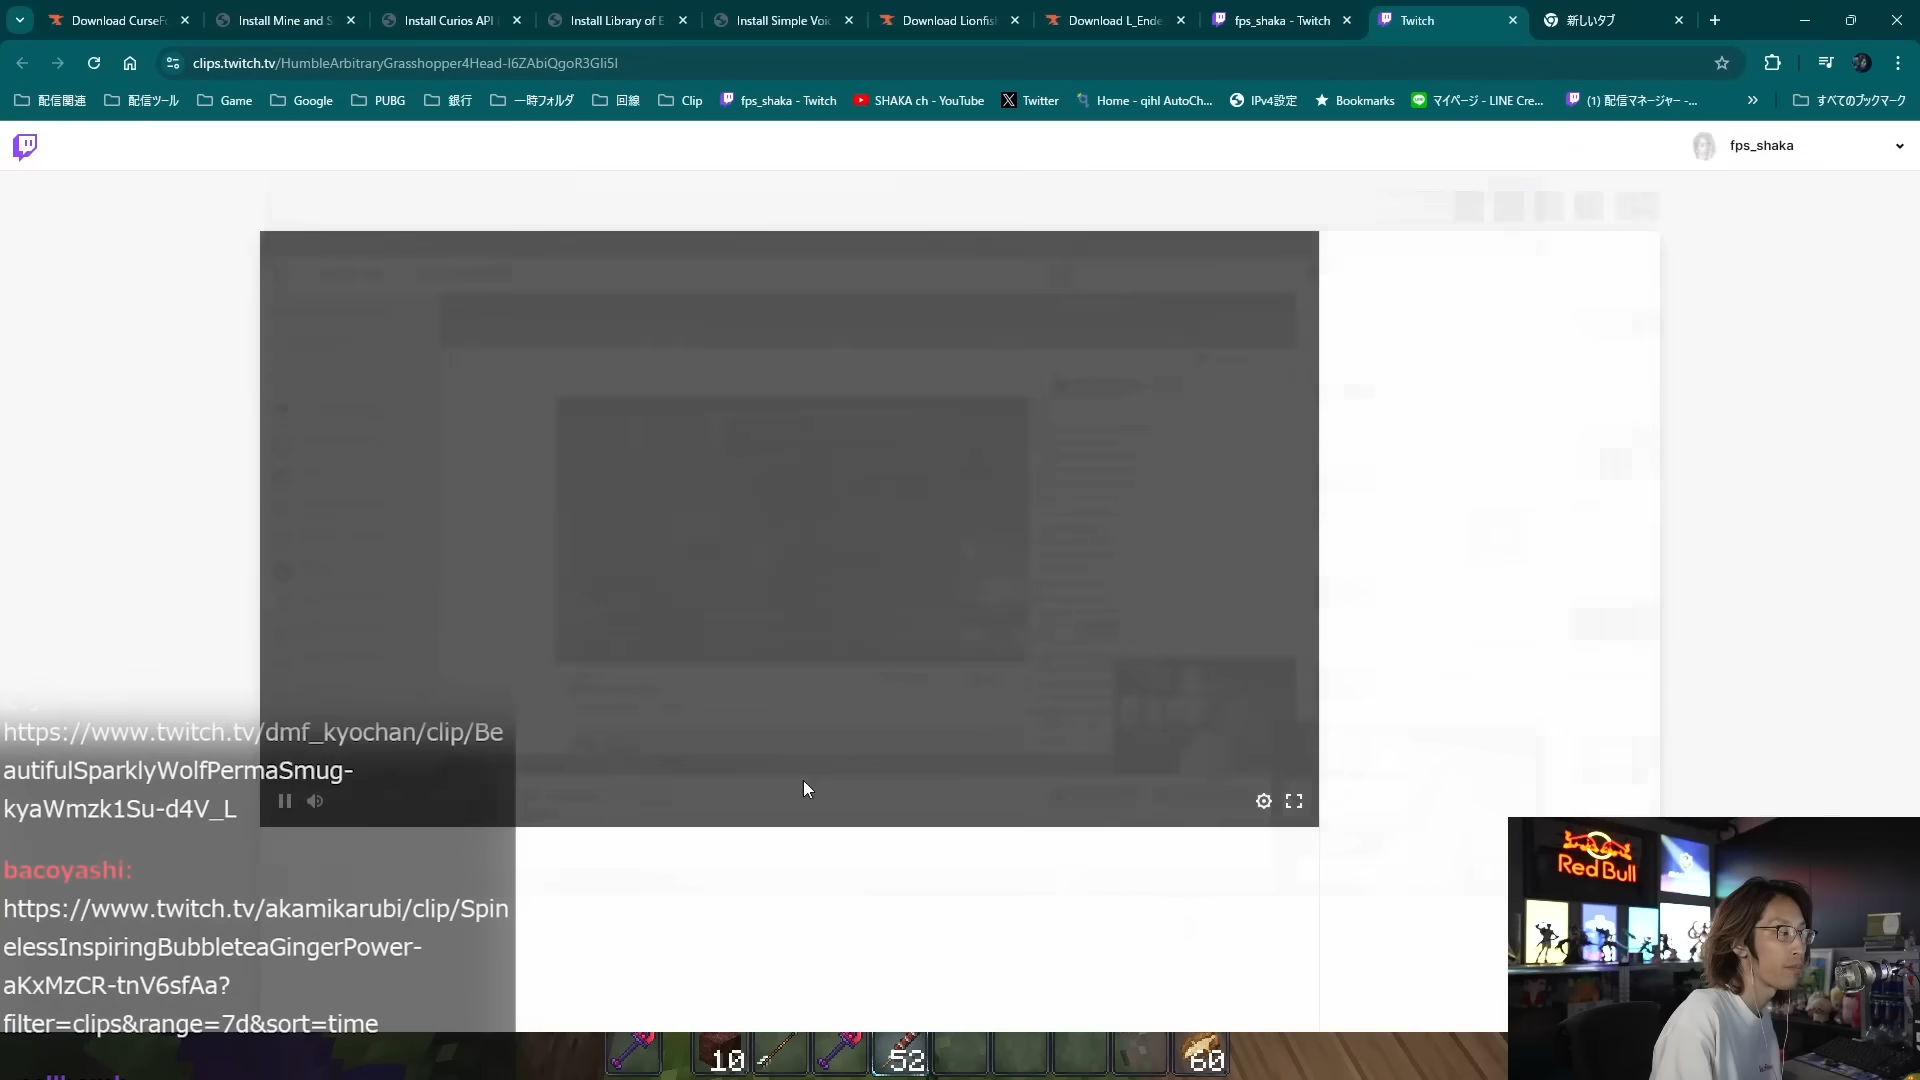 Download CurseFo
Install Mine and S
Install Curios API
Install Library of E
Install Simple Voic
Download Lionfish
Download L_Ende
fps_shaka - Twitch
Twitch
新しいタブ
clips.twitch.tv/HumbleArbitraryGrasshopper4Head-I6ZAbiQgoR3GIi5I
配信関連
配信ツール
Game
Google
PUBG
銀行
一時フォルダ
回線
Clip
fps_shaka - Twitch
SHAKA ch - YouTube
Twitter
Home - qihl AutoCh...
IPv4設定
Bookmarks
マイページ - LINE Cre...
(1) 配信マネージャー -...
すべてのブックマーク
fps_shaka
https://www.twitch.tv/dmf_kyochan/clip/Be
autifulSparklyWolfPermaSmug-
kyaWmzk1Su-d4V_L
bacoyashi:
https://www.twitch.tv/akamikarubi/clip/Spin
elessInspiringBubbleteaGingerPower-
aKxMzCR-tnV6sfAa?
filter=clips&range=7d&sort=time
10
52
60
Red Bull